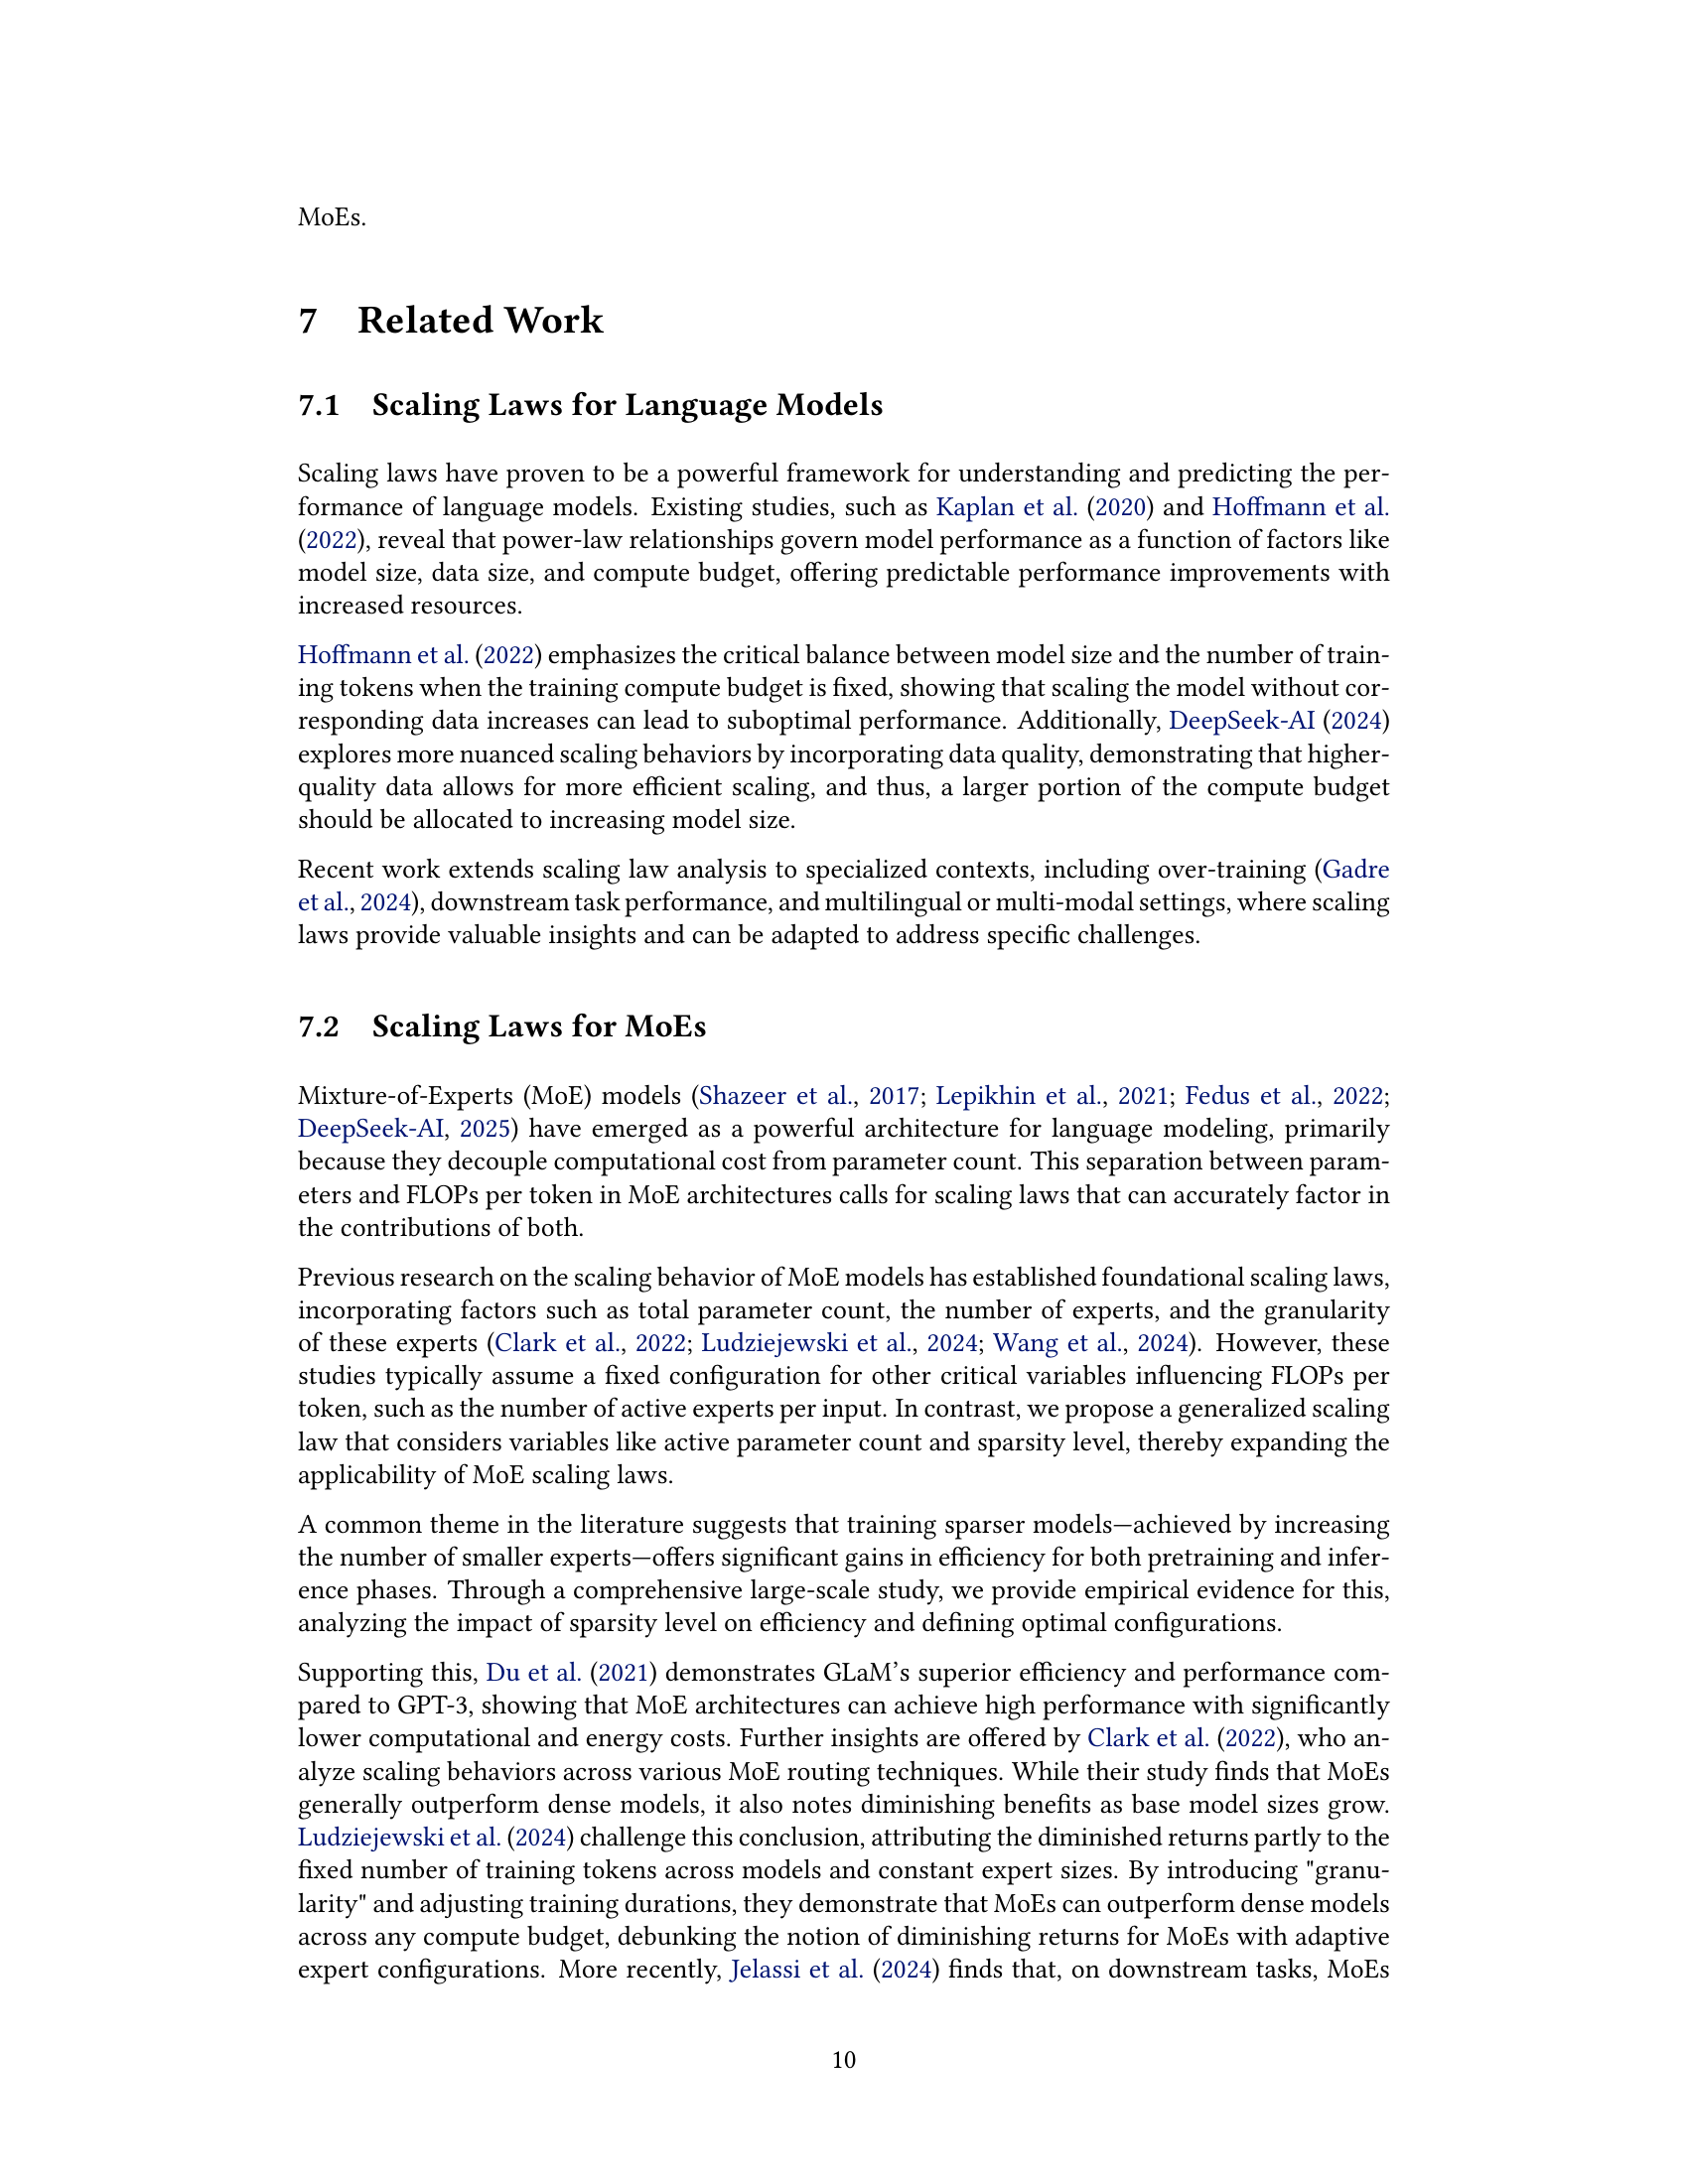 MoEs.
7 Related Work
7.1 Scaling Laws for Language Models
Scaling laws have proven to be a powerful framework for understanding and predicting the per-
formance of language models. Existing studies, such as Kaplan et al. (2020) and Hoffmann et al.
(2022), reveal that power-law relationships govern model performance as a function of factors like
model size, data size, and compute budget, offering predictable performance improvements with
increased resources.
Hoffmann et al. (2022) emphasizes the critical balance between model size and the number of train-
ing tokens when the training compute budget is fixed, showing that scaling the model without cor-
responding data increases can lead to suboptimal performance. Additionally, DeepSeek-AI (2024)
explores more nuanced scaling behaviors by incorporating data quality, demonstrating that higher-
quality data allows for more efficient scaling, and thus, a larger portion of the compute budget
should be allocated to increasing model size.
Recent work extends scaling law analysis to specialized contexts, including over-training (Gadre
et al., 2024), downstream task performance, and multilingual or multi-modal settings, where scaling
laws provide valuable insights and can be adapted to address specific challenges.
7.2 Scaling Laws for MoEs
Mixture-of-Experts (MoE) models (Shazeer et al., 2017; Lepikhin et al., 2021; Fedus et al., 2022;
DeepSeek-AI, 2025) have emerged as a powerful architecture for language modeling, primarily
because they decouple computational cost from parameter count. This separation between param-
eters and FLOPs per token in MoE architectures calls for scaling laws that can accurately factor in
the contributions of both.
Previous research on the scaling behavior of MoE models has established foundational scaling laws,
incorporating factors such as total parameter count, the number of experts, and the granularity
of these experts (Clark et al., 2022; Ludziejewski et al., 2024; Wang et al., 2024). However, these
studies typically assume a fixed configuration for other critical variables influencing FLOPs per
token, such as the number of active experts per input. In contrast, we propose a generalized scaling
law that considers variables like active parameter count and sparsity level, thereby expanding the
applicability of MoE scaling laws.
A common theme in the literature suggests that training sparser models—achieved by increasing
the number of smaller experts—offers significant gains in efficiency for both pretraining and infer-
ence phases. Through a comprehensive large-scale study, we provide empirical evidence for this,
analyzing the impact of sparsity level on efficiency and defining optimal configurations.
Supporting this, Du et al. (2021) demonstrates GLaM's superior efficiency and performance com-
pared to GPT-3, showing that MoE architectures can achieve high performance with significantly
lower computational and energy costs. Further insights are offered by Clark et al. (2022), who an-
alyze scaling behaviors across various MoE routing techniques. While their study finds that MoEs
generally outperform dense models, it also notes diminishing benefits as base model sizes grow.
Ludziejewski et al. (2024) challenge this conclusion, attributing the diminished returns partly to the
fixed number of training tokens across models and constant expert sizes. By introducing "granu-
larity" and adjusting training durations, they demonstrate that MoEs can outperform dense models
across any compute budget, debunking the notion of diminishing returns for MoEs with adaptive
expert configurations. More recently, Jelassi et al. (2024) finds that, on downstream tasks, MoEs
10